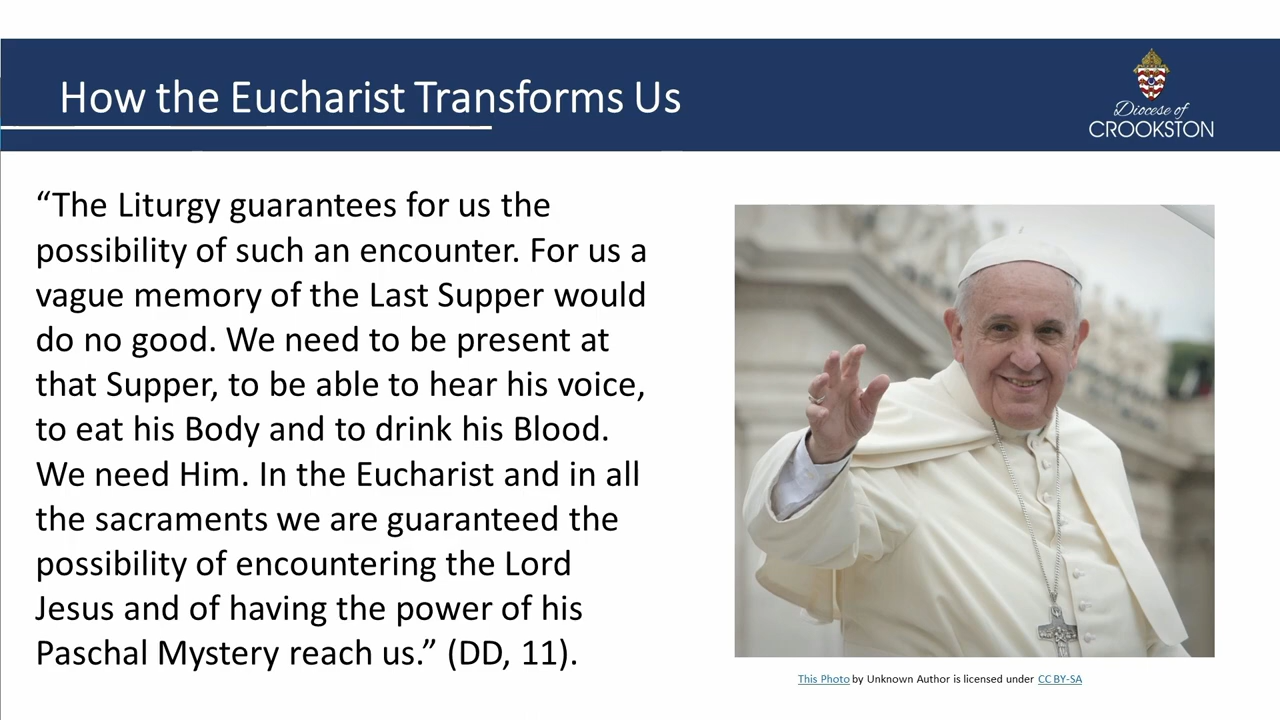 How the Eucharist Transforms Us
Diocese of
CROOKSTON
“The Liturgy guarantees for us the
possibility of such an encounter. For us a
vague memory of the Last Supper would
do no good. We need to be present at
that Supper, to be able to hear his voice,
to eat his Body and to drink his Blood.
We need Him. In the Eucharist and in all
the sacraments we are guaranteed the
possibility of encountering the Lord
Jesus and of having the power of his
Paschal Mystery reach us.” (DD, 11).
This Photo by Unknown Author is licensed under CC BY-SA